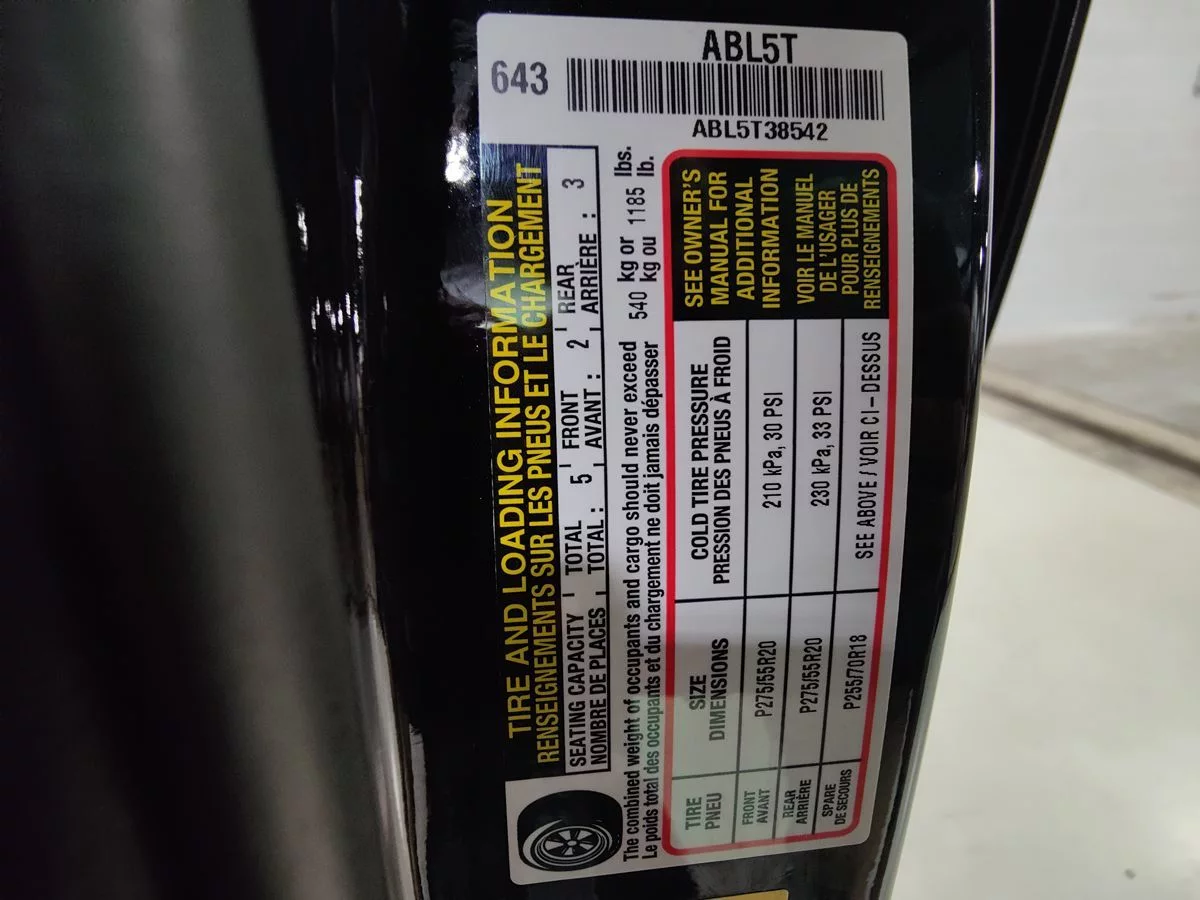 643
ABL5T
ABL5T38542
TIRE AND LOADING INFORMATION
RENSEIGNEMENTS SUR LES PNEUS ET LE CHARGEMENT
SEATING CAPACITY TOTAL 5 FRONT 2 REAR 3
NOMBRE DE PLACES TOTAL : AVANT : ARRIÈRE :
The combined weight of occupants and cargo should never exceed 540 kg or 1185 lbs.
Le poids total des occupants et du chargement ne doit jamais dépasser kg ou lb.
TIRE SIZE COLD TIRE PRESSURE
PNEU DIMENSIONS PRESSION DES PNEUS À FROID
FRONT P275/55R20 210 kPa, 30 PSI
AVANT
REAR P275/55R20 230 kPa, 33 PSI
ARRIÈRE
SPARE P255/70R18 SEE ABOVE / VOIR CI-DESSUS
DE SECOURS
SEE OWNER'S
MANUAL FOR
ADDITIONAL
INFORMATION
VOIR LE MANUEL
DE L'USAGER
POUR PLUS DE
RENSEIGNEMENTS